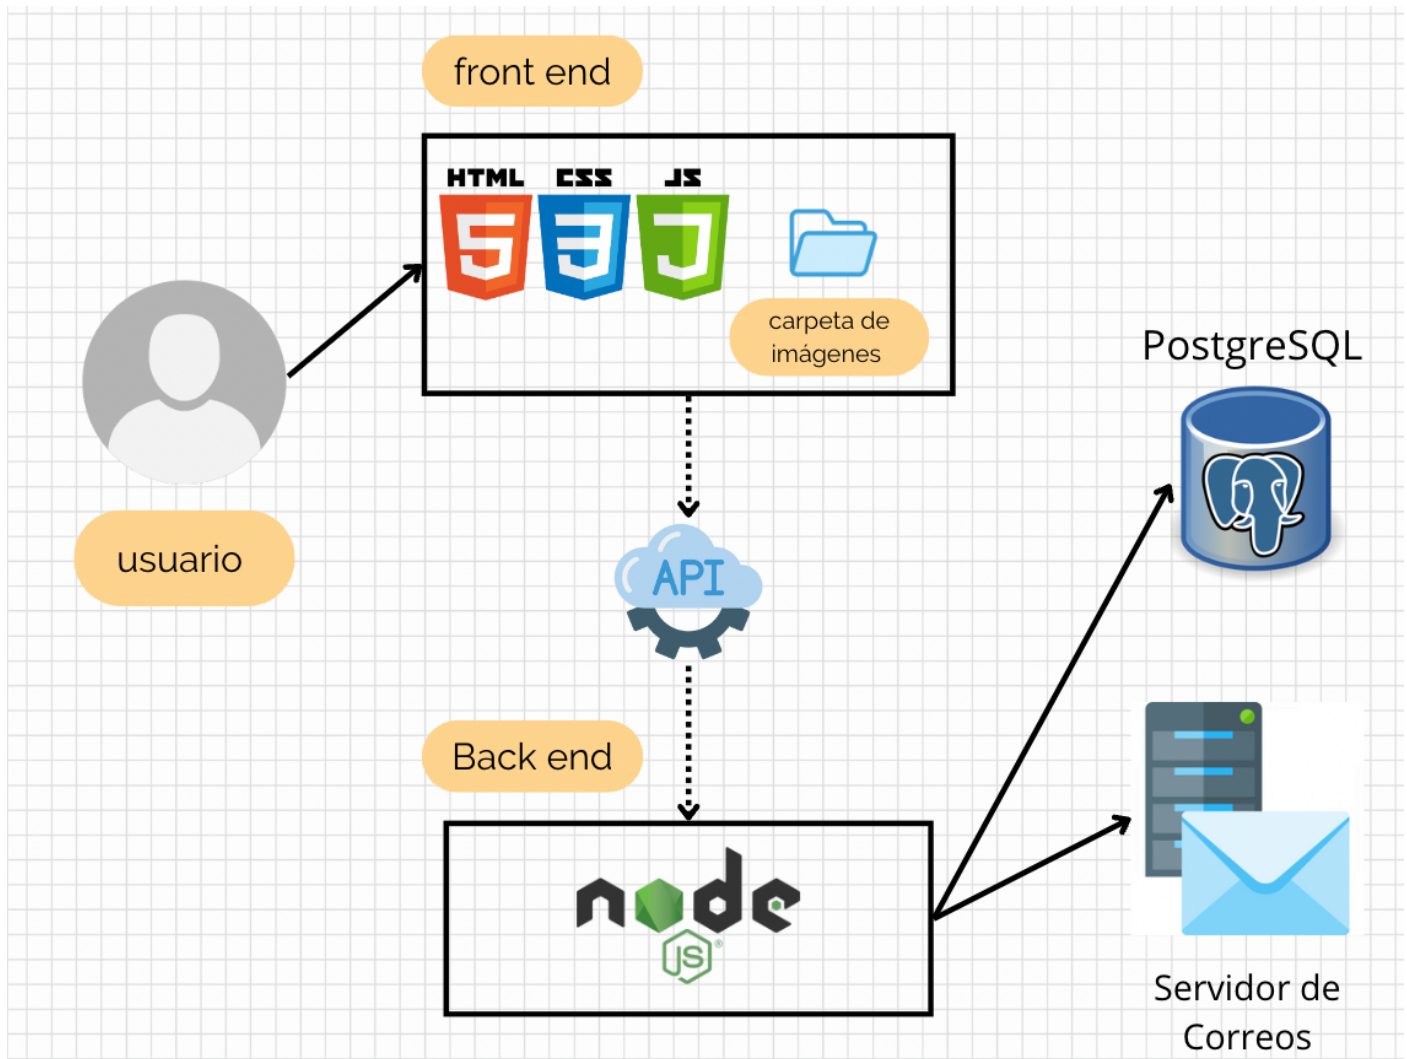 front end
HTML CSS JS
carpeta de
imágenes
PostgreSQL
usuario
API
Back end
node
JS
Servidor de
Correos